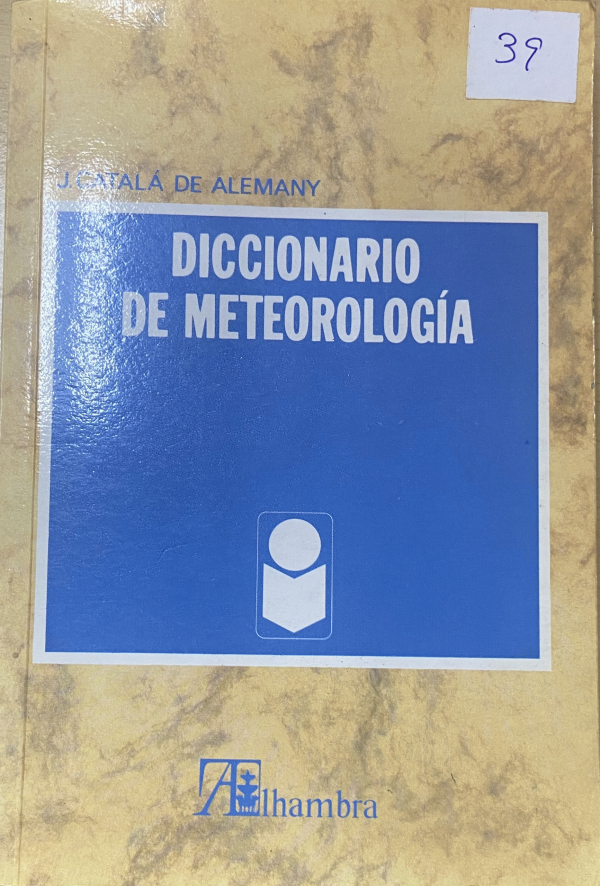 39
J. CATALÁ DE ALEMANY
DICCIONARIO
DE METEOROLOGÍA
Alhambra